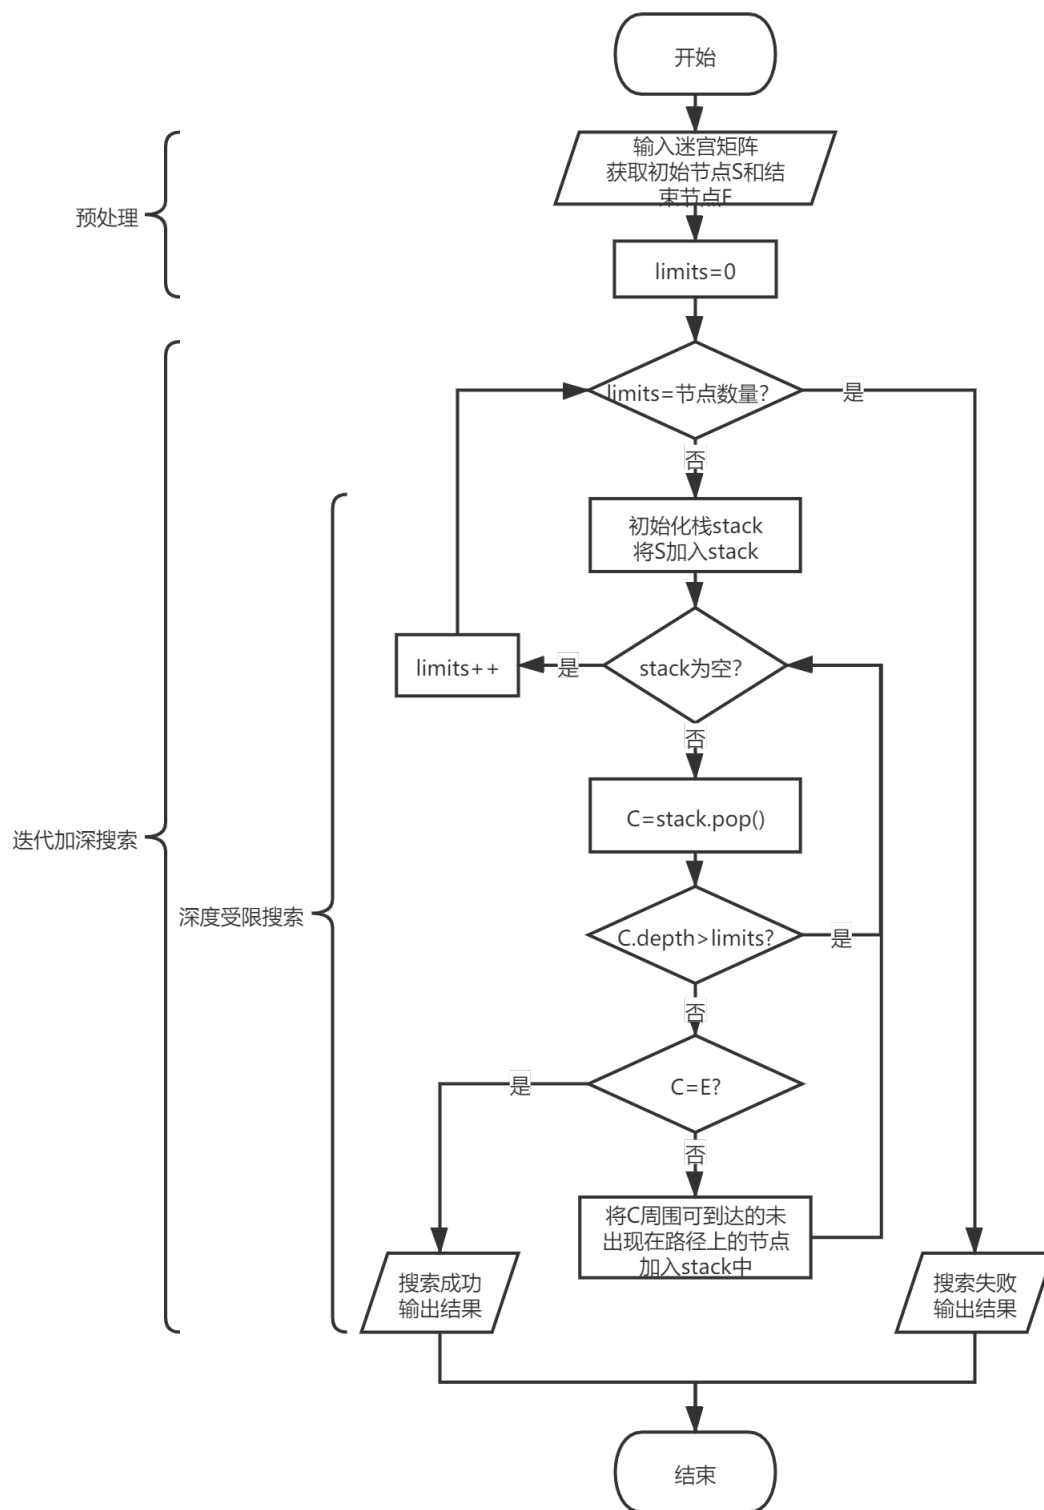 开始
预处理
输入迷宫矩阵
获取初始节点S和结
束节点E
limits=0
limits=节点数量?
是
否
初始化栈stack
将S加入stack
limits++
是
stack为空?
否
C=stack.pop()
迭代加深搜索
深度受限搜索
C.depth>limits?
是
否
是
C=E?
否
将C周围可到达的未
出现在路径上的节点
加入stack中
搜索成功
输出结果
搜索失败
输出结果
结束